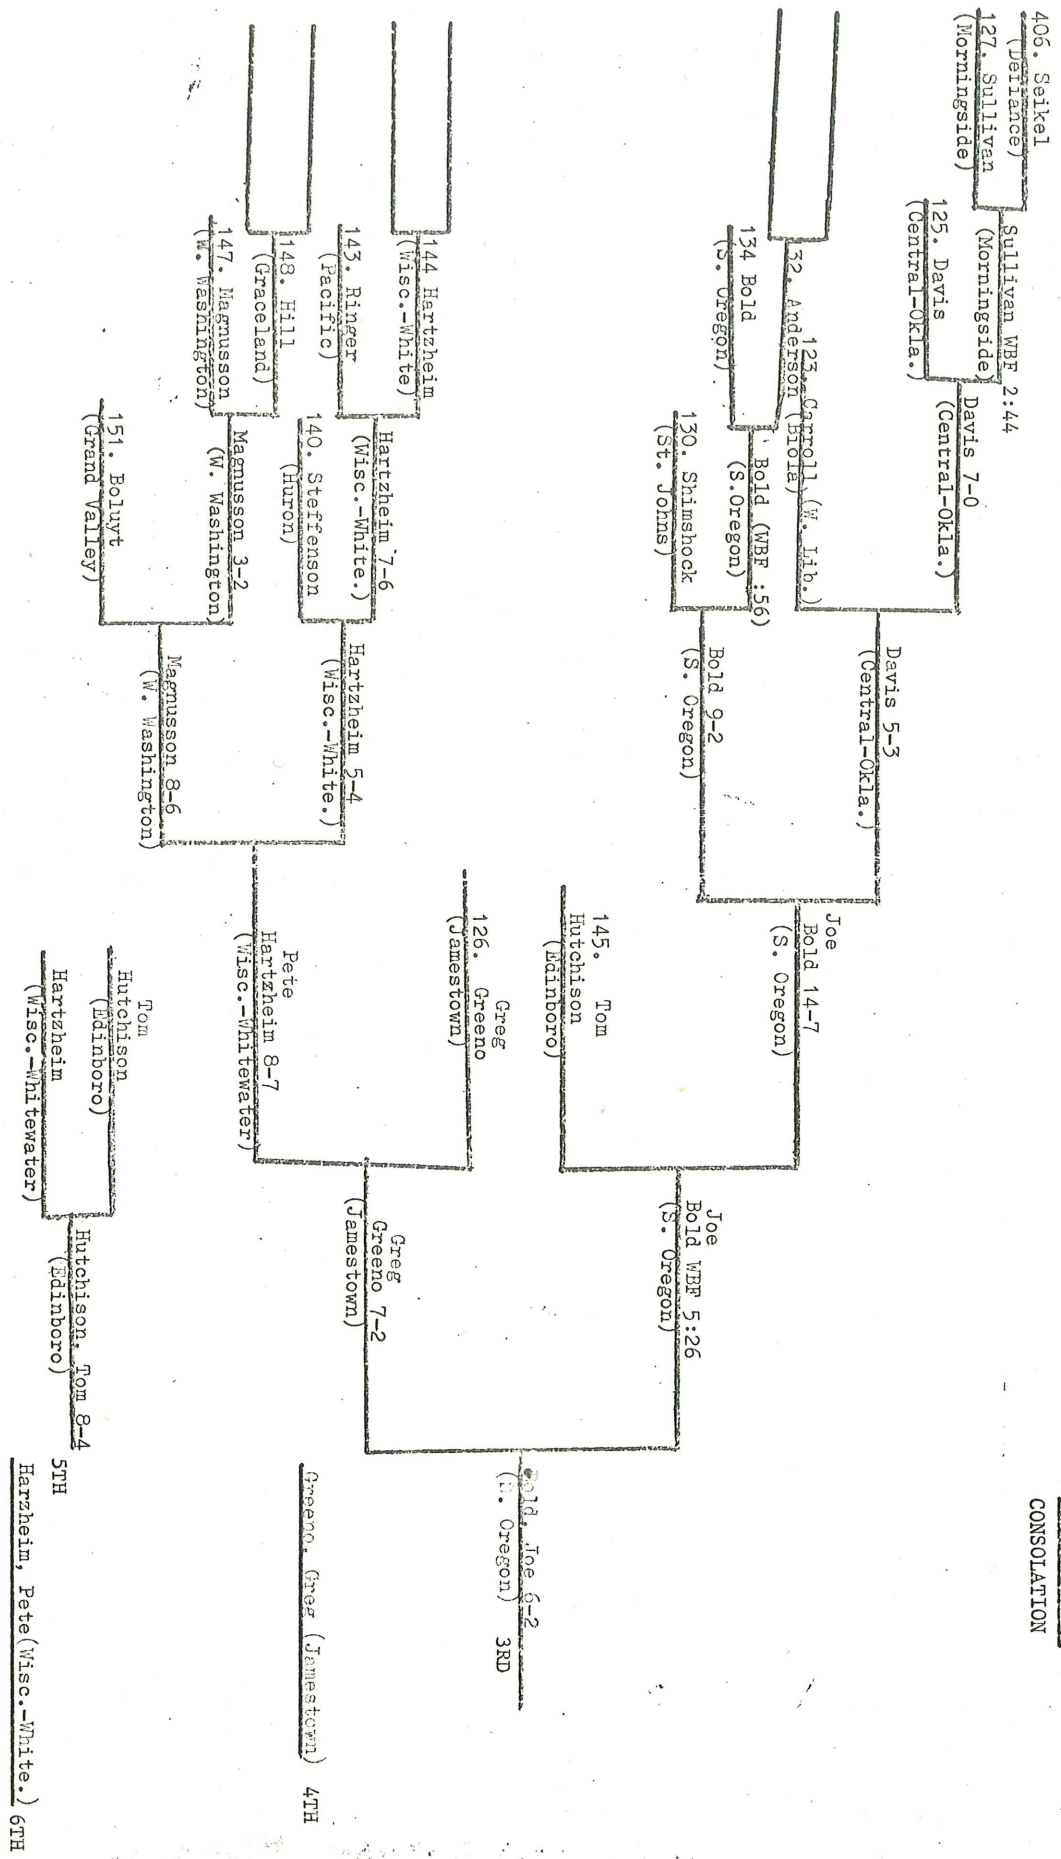 CONSOLATION
406. Seikel
(Defiance)
127. Sullivan
(Morningside)
Sullivan WBF 2:44
(Morningside)
125. Davis
(Central-Okla.)
Davis 7-0
(Central-Okla.)
123. Carroll (W. Lib.)
Davis 5-3
(Central-Okla.)
32. Anderson (Biola)
134 Bold
(S. Oregon)
Bold (WBF :56)
(S.Oregon)
130. Shimshock
(St. Johns)
Bold 9-2
(S. Oregon)
Joe
Bold 14-7
(S. Oregon)
145. Tom
Hutchison
(Edinboro)
Joe
Bold WBF 5:26
(S. Oregon)
144 Hartzheim
(Wisc.-White)
143. Ringer
(Pacific)
Hartzheim 7-6
(Wisc.-White.)
140. Steffenson
(Huron)
Hartzheim 5-4
(Wisc.-White.)
148. Hill
(Graceland)
147. Magnusson
(W. Washington)
Magnusson 3-2
(W. Washington)
151. Boluyt
(Grand Valley)
Magnusson 8-6
(W. Washington)
Greg
126. Greeno
(Jamestown)
Pete
Hartzheim 8-7
(Wisc.-Whitewater)
Greg
Greeno 7-2
(Jamestown)
Bold, Joe 6-2
(S. Oregon) 3RD
Greeno, Greg (Jamestown) 4TH
Tom
Hutchison
(Edinboro)
Hartzheim
(Wisc.-Whitewater)
Hutchison, Tom 8-4
(Edinboro) 5TH
Harzheim, Pete(Wisc.-White.) 6TH